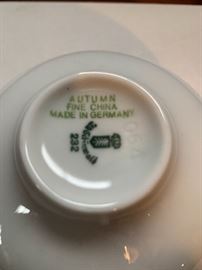 AUTUMN
FINE CHINA
MADE IN GERMANY
232